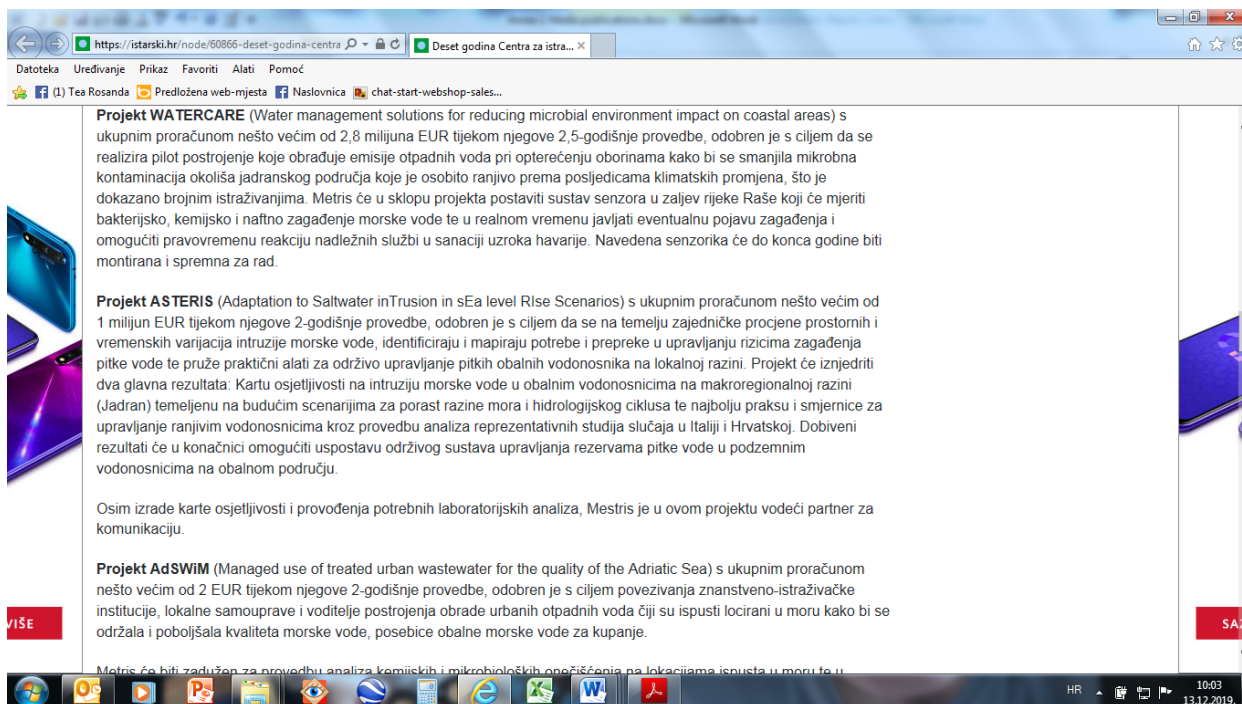 https://istarski.hr/node/60866-deset-godina-centra
Deset godina Centra za istra...
Datoteka Uređivanje Prikaz Favoriti Alati Pomoć
(1) Tea Rosanda Predložena web-mjesta Naslovnica chat-start-webshop-sales...
Projekt WATERCARE (Water management solutions for reducing microbial environment impact on coastal areas) s
ukupnim proračunom nešto većim od 2,8 milijuna EUR tijekom njegove 2,5-godišnje provedbe, odobren je s ciljem da se
realizira pilot postrojenje koje obrađuje emisije otpadnih voda pri opterećenju oborinama kako bi se smanjila mikrobna
kontaminacija okoliša jadranskog područja koje je osobito ranjivo prema posljedicama klimatskih promjena, što je
dokazano brojnim istraživanjima. Metris će u sklopu projekta postaviti sustav senzora u zaljev rijeke Raše koji će mjeriti
bakterijsko, kemijsko i naftno zagađenje morske vode te u realnom vremenu javljati eventualnu pojavu zagađenja i
omogućiti pravovremenu reakciju nadležnih službi u sanaciji uzroka havarije. Navedena senzorika će do konca godine biti
montirana i spremna za rad.
Projekt ASTERIS (Adaptation to Saltwater inTrusion in sEa level RIse Scenarios) s ukupnim proračunom nešto većim od
1 milijun EUR tijekom njegove 2-godišnje provedbe, odobren je s ciljem da se na temelju zajedničke procjene prostornih i
vremenskih varijacija intruzije morske vode, identificiraju i mapiraju potrebe i prepreke u upravljanju rizicima zagađenja
pitke vode te pruže praktični alati za održivo upravljanje pitkih obalnih vodonosnika na lokalnoj razini. Projekt će iznjedriti
dva glavna rezultata: Kartu osjetljivosti na intruziju morske vode u obalnim vodonosnicima na makroregionalnoj razini
(Jadran) temeljenu na budućim scenarijima za porast razine mora i hidrologijskog ciklusa te najbolju praksu i smjernice za
upravljanje ranjivim vodonosnicima kroz provedbu analiza reprezentativnih studija slučaja u Italiji i Hrvatskoj. Dobiveni
rezultati će u konačnici omogućiti uspostavu održivog sustava upravljanja rezervama pitke vode u podzemnim
vodonosnicima na obalnom području.
Osim izrade karte osjetljivosti i provođenja potrebnih laboratorijskih analiza, Mestris je u ovom projektu vodeći partner za
komunikaciju.
Projekt AdSWiM (Managed use of treated urban wastewater for the quality of the Adriatic Sea) s ukupnim proračunom
nešto većim od 2 EUR tijekom njegove 2-godišnje provedbe, odobren je s ciljem povezivanja znanstveno-istraživačke
institucije, lokalne samouprave i voditelje postrojenja obrade urbanih otpadnih voda čiji su ispusti locirani u moru kako bi se
održala i poboljšala kvaliteta morske vode, posebice obalne morske vode za kupanje.
Metris će biti zadužen za provedbu analiza kemijskih i mikrobioloških onečišćenja na lokacijama ispusta u moru te u
VIŠE
SA
HR
10:03
13.12.2019.